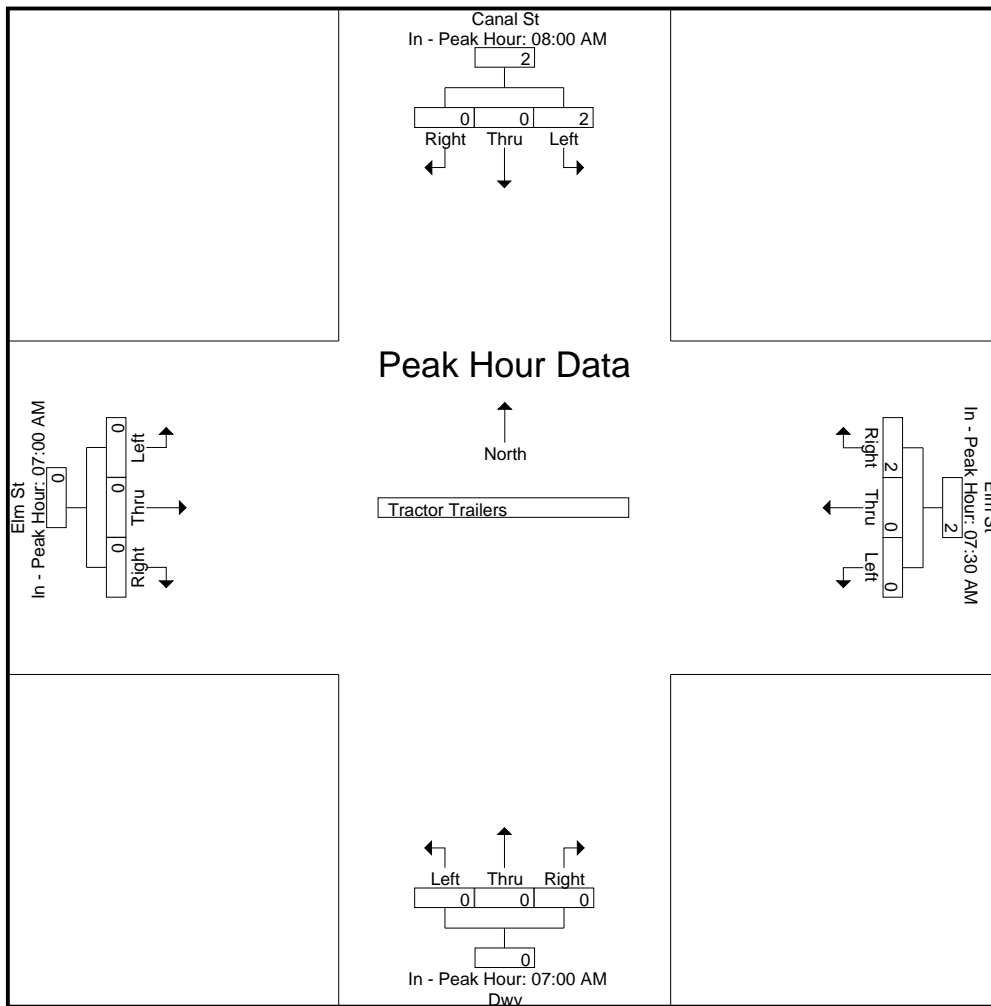 Canal St
In - Peak Hour: 08:00 AM
2
0 0 2
Right Thru Left
Peak Hour Data
North
Tractor Trailers
Elm St
In - Peak Hour: 07:00 AM
0
0 0 0
Left Thru Right
Elm St
In - Peak Hour: 07:30 AM
2
2 0 0
Right Thru Left
Left Thru Right
0 0 0
0
In - Peak Hour: 07:00 AM
Dwy